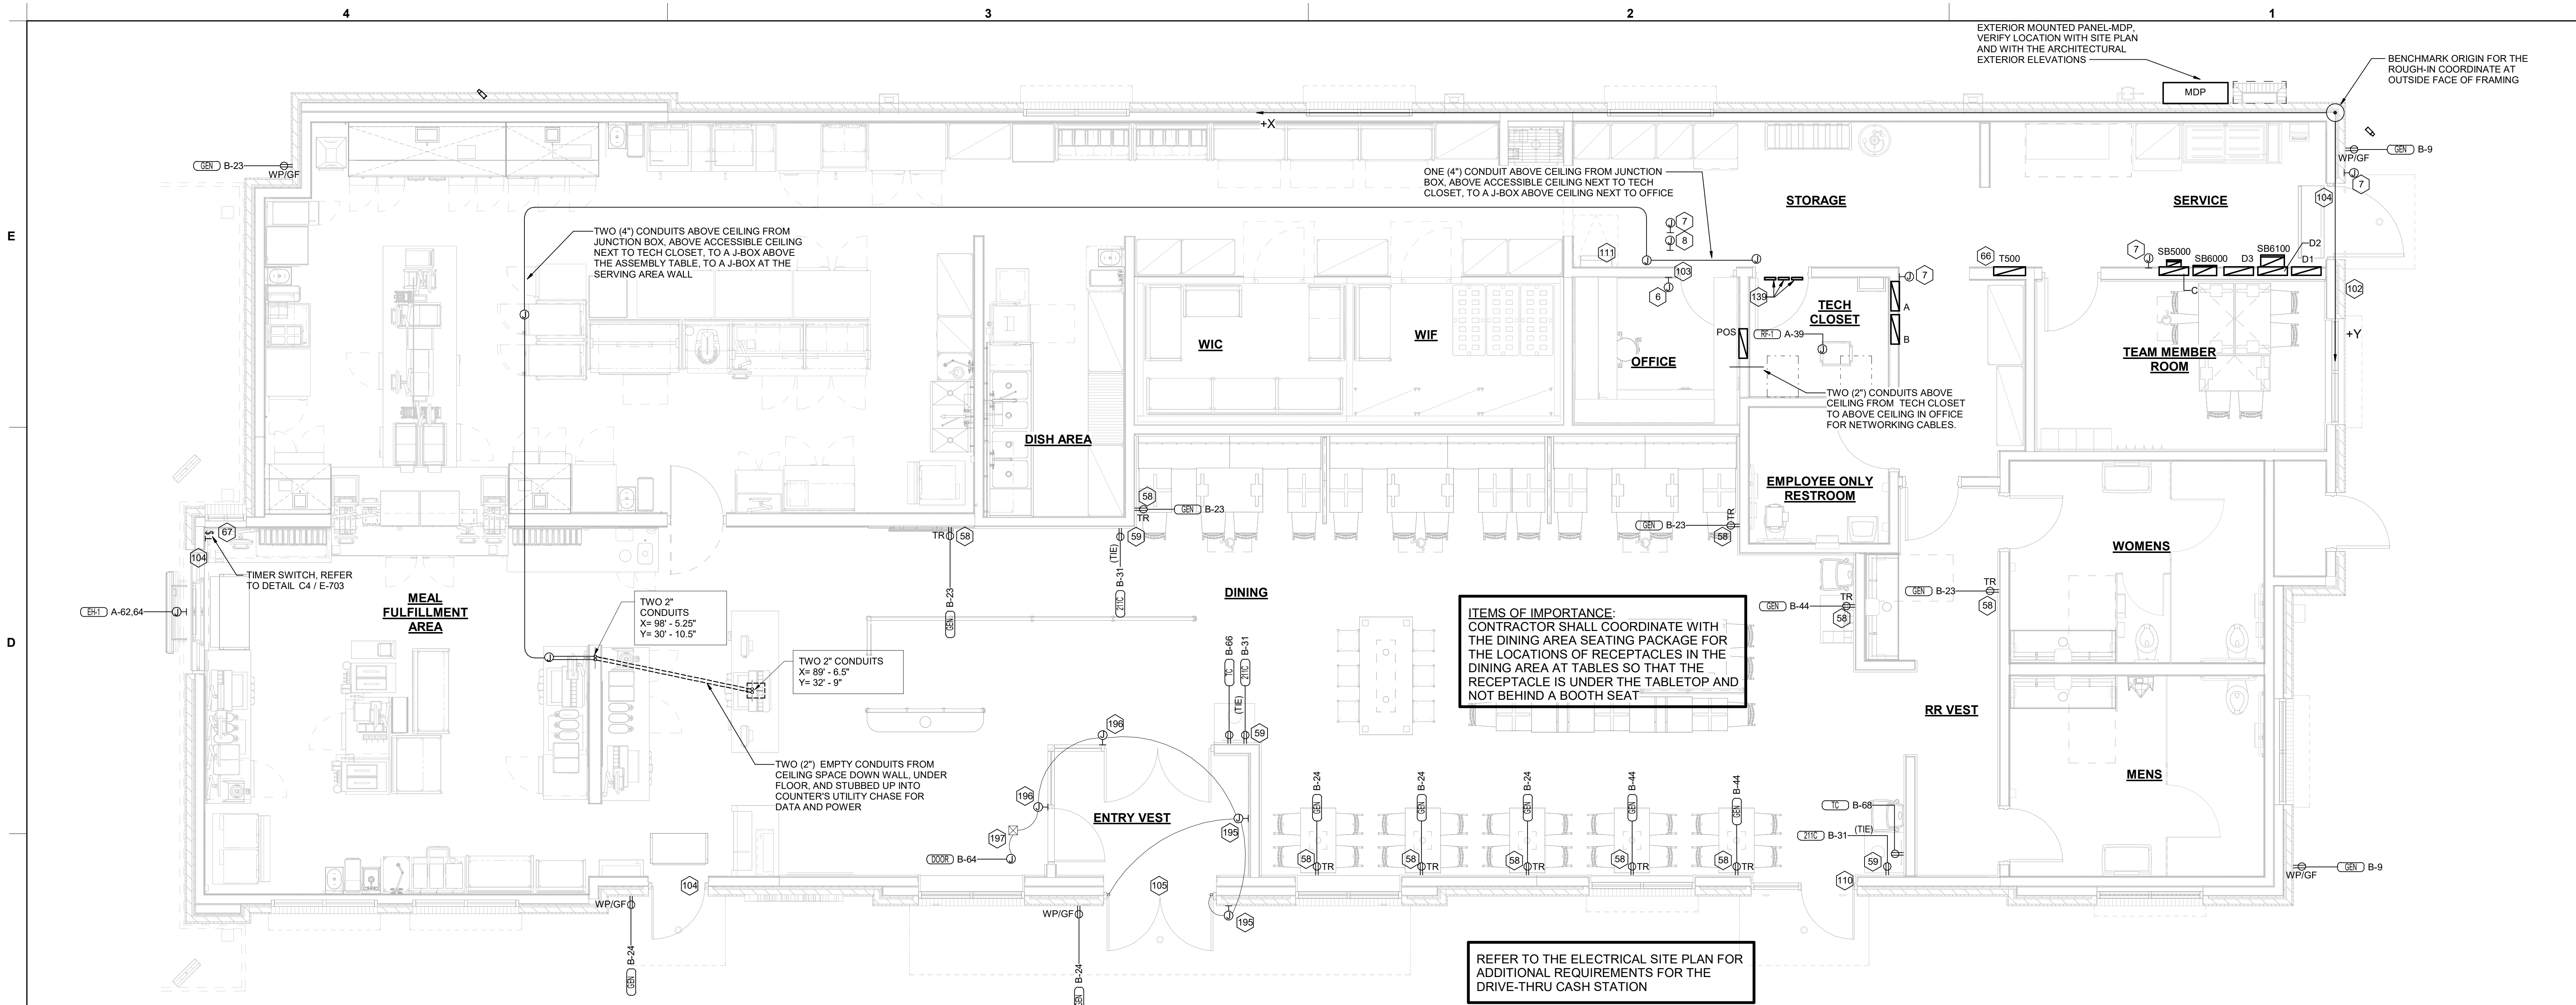 4
3
2
1
E
D
EXTERIOR MOUNTED PANEL-MDP,
VERIFY LOCATION WITH SITE PLAN
AND WITH THE ARCHITECTURAL
EXTERIOR ELEVATIONS
MDP
BENCHMARK ORIGIN FOR THE
ROUGH-IN COORDINATE AT
OUTSIDE FACE OF FRAMING
+X
GEN B-23
WP/GF
GEN B-9
WP/GF
7
104
ONE (4") CONDUIT ABOVE CEILING FROM JUNCTION
BOX, ABOVE ACCESSIBLE CEILING NEXT TO TECH
CLOSET, TO A J-BOX ABOVE CEILING NEXT TO OFFICE
STORAGE
SERVICE
J 7
J 8
TWO (4") CONDUITS ABOVE CEILING FROM
JUNCTION BOX, ABOVE ACCESSIBLE CEILING
NEXT TO TECH CLOSET, TO A J-BOX ABOVE
THE ASSEMBLY TABLE, TO A J-BOX AT THE
SERVING AREA WALL
J
111
J
J
103
J
6
139
J 7
66 T500
7
J
SB5000
SB6000
D3
SB6100
D2
D1
C
102
+Y
TECH
CLOSET
A
B
POS
RF-1 A-39
J
WIC
WIF
OFFICE
TEAM MEMBER
ROOM
TWO (2") CONDUITS ABOVE
CEILING FROM TECH CLOSET
TO ABOVE CEILING IN OFFICE
FOR NETWORKING CABLES.
DISH AREA
EMPLOYEE ONLY
RESTROOM
58
TR
GEN B-23
GEN B-23
TR
58
TR 58
GEN B-23
59
(TIE)
211C B-31
67
104
TIMER SWITCH, REFER
TO DETAIL C4 / E-703
EH-1 A-62,64
J
MEAL
FULFILLMENT
AREA
TWO 2"
CONDUITS
X= 98' - 5.25"
Y= 30' - 10.5"
TWO 2" CONDUITS
X= 89' - 6.5"
Y= 32' - 9"
J
DINING
WOMENS
GEN B-23
TR
58
GEN B-44
TR
58
ITEMS OF IMPORTANCE:
CONTRACTOR SHALL COORDINATE WITH
THE DINING AREA SEATING PACKAGE FOR
THE LOCATIONS OF RECEPTACLES IN THE
DINING AREA AT TABLES SO THAT THE
RECEPTACLE IS UNDER THE TABLETOP AND
NOT BEHIND A BOOTH SEAT
TC B-66
211C B-31
(TIE)
59
RR VEST
TWO (2") EMPTY CONDUITS FROM
CEILING SPACE DOWN WALL, UNDER
FLOOR, AND STUBBED UP INTO
COUNTER'S UTILITY CHASE FOR
DATA AND POWER
196
J
196
J
197
DOOR B-64
J
ENTRY VEST
J
195
MENS
GEN B-24
GEN B-24
GEN B-24
GEN B-44
GEN B-44
58 TR
58 TR
58 TR
58 TR
58 TR
TC B-68
211C B-31
(TIE)
59
110
GEN B-9
WP/GF
104
105
WP/GF
GEN B-24
WP/GF
GEN B-24
J
195
REFER TO THE ELECTRICAL SITE PLAN FOR
ADDITIONAL REQUIREMENTS FOR THE
DRIVE-THRU CASH STATION